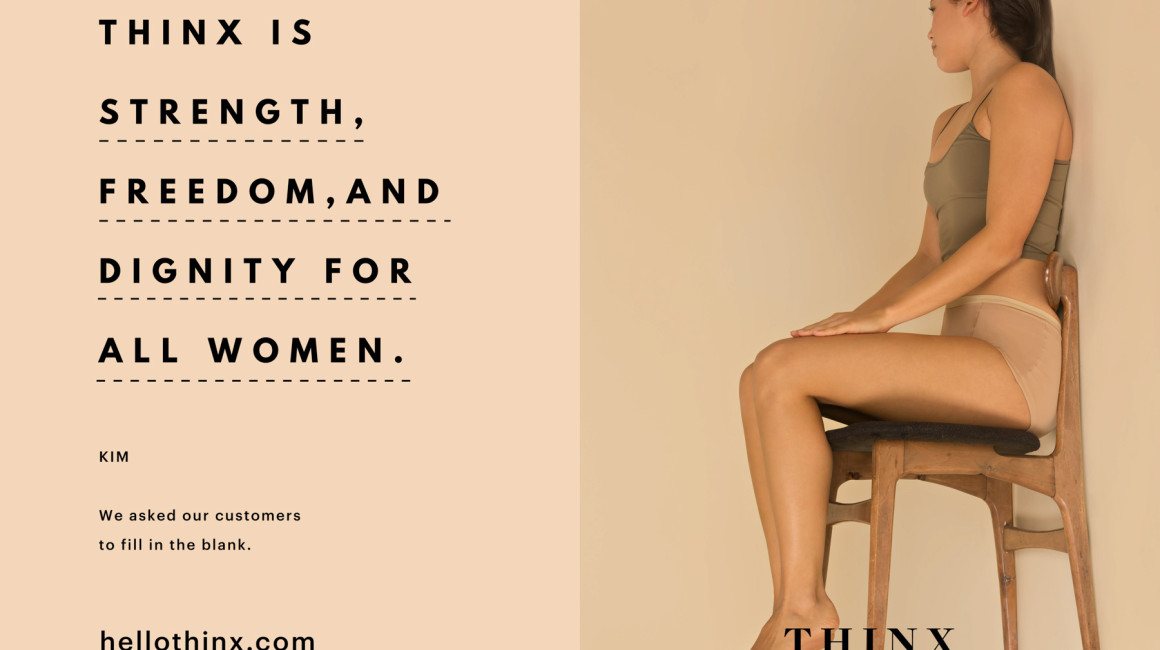 THINX IS
STRENGTH,
FREEDOM,AND
DIGNITY FOR
ALL WOMEN.
KIM
We asked our customers
to fill in the blank.
hellothinx.com
THINX